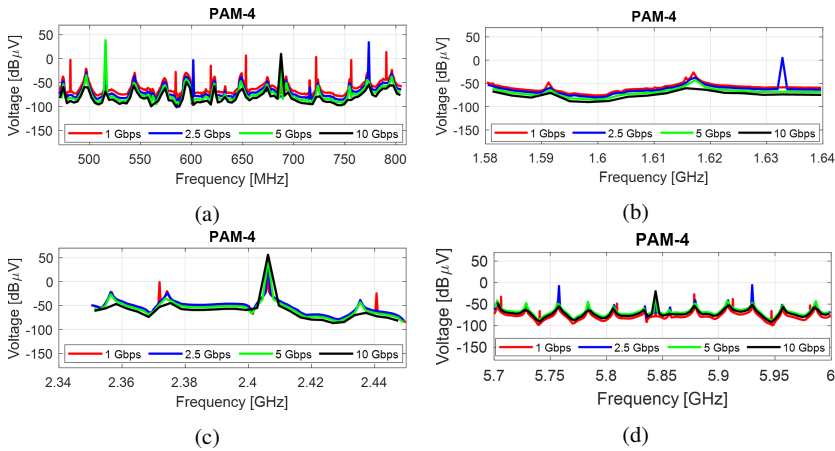 PAM-4
Voltage [dBµV]
50
0
-50
-100
-150
1 Gbps 2.5 Gbps 5 Gbps 10 Gbps
500 550 600 650 700 750 800
Frequency [MHz]
(a)
PAM-4
Voltage [dBµV]
50
0
-50
-100
-150
1 Gbps 2.5 Gbps 5 Gbps 10 Gbps
1.58 1.59 1.6 1.61 1.62 1.63 1.64
Frequency [GHz]
(b)
PAM-4
Voltage [dBµV]
50
0
-50
-100
-150
1 Gbps 2.5 Gbps 5 Gbps 10 Gbps
2.34 2.36 2.38 2.4 2.42 2.44
Frequency [GHz]
(c)
PAM-4
Voltage [dBµV]
50
0
-50
-100
-150
1 Gbps 2.5 Gbps 5 Gbps 10 Gbps
5.7 5.75 5.8 5.85 5.9 5.95 6
Frequency [GHz]
(d)